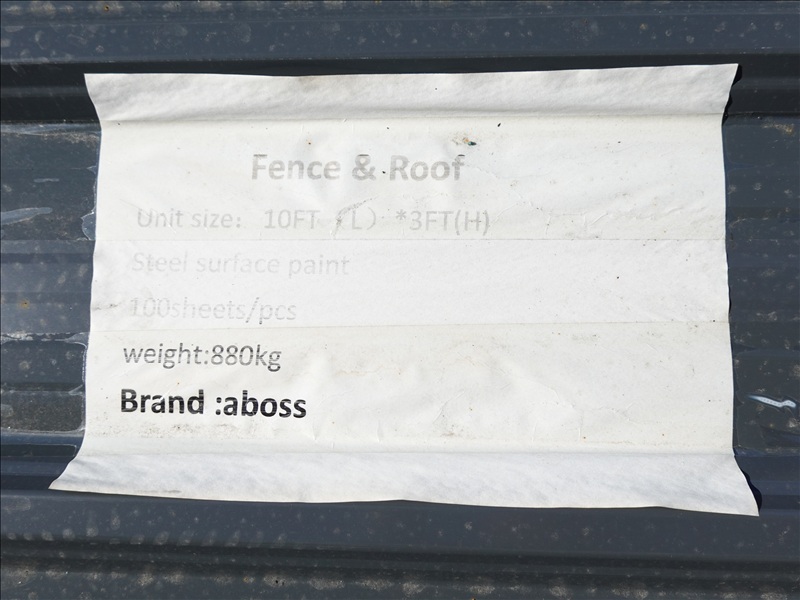 Fence & Roof
Unit size: 10FT （L） *3FT(H)
Steel surface paint
100sheets/pcs
weight:880kg
Brand :aboss